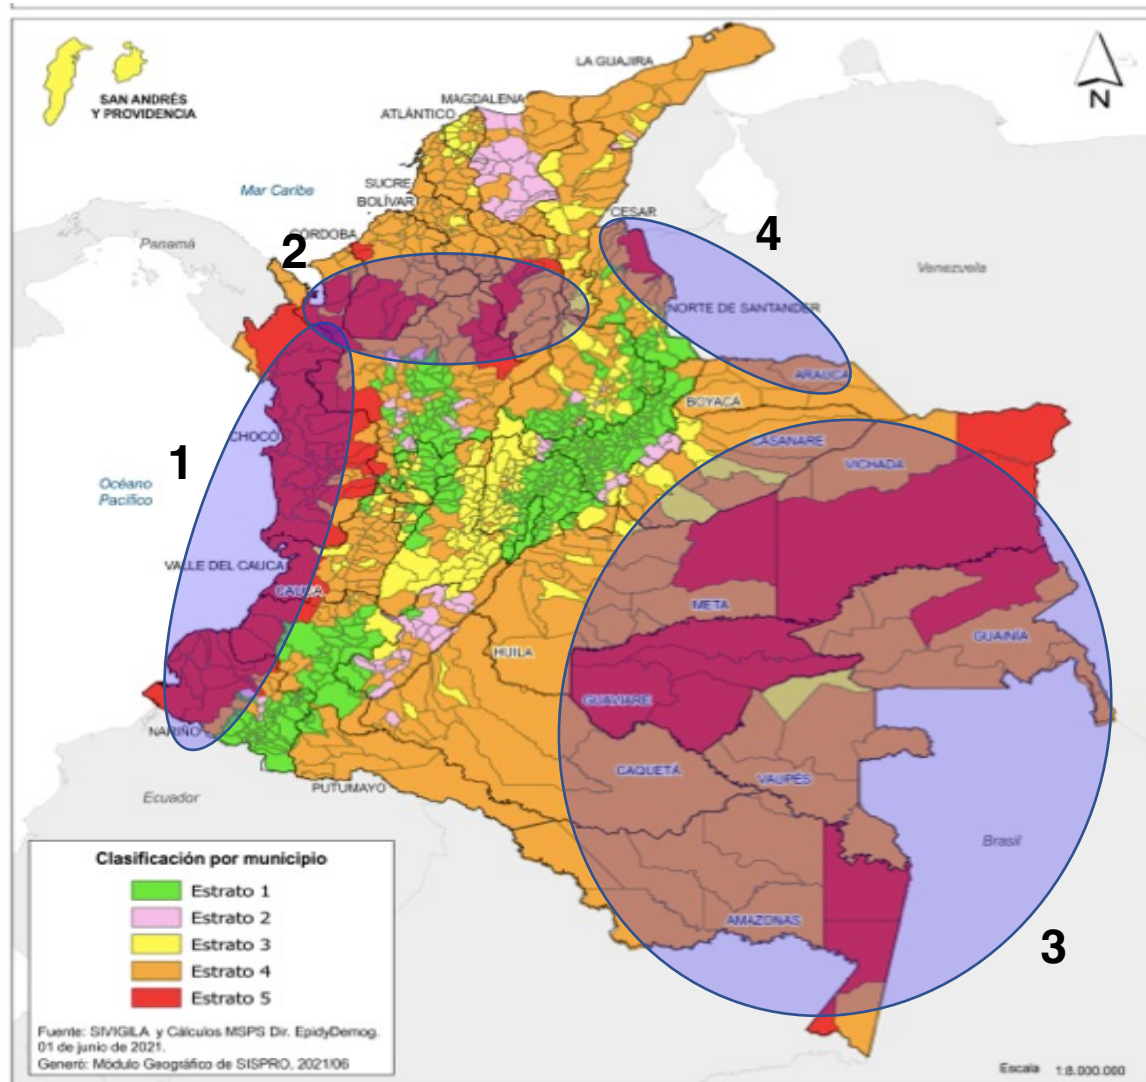 LA GUAJIRA
SAN ANDRÉS
Y PROVIDENCIA
N
MAGDALENA
ATLÁNTICO
Mar Caribe
SUCRE
BOLÍVAR
CESAR
CÓRDOBA
4
Panamá
2
Venezuela
NORTE DE SANTANDER
ARAUCA
BOYACÁ
CHOCÓ
CASANARE
1
VICHADA
Océano
Pacífico
VALLE DEL CAUCA
CAUCA
META
GUAINÍA
HUILA
GUAVIARE
NARIÑO
CAQUETÁ
VAUPÉS
PUTUMAYO
Ecuador
Brasil
AMAZONAS
3
Clasificación por municipio
Estrato 1
Estrato 2
Estrato 3
Estrato 4
Estrato 5
Fuente: SIVIGILA y Cálculos MSPS Dir. EpidyDemog.
01 de junio de 2021.
Generó: Módulo Geográfico de SISPRO, 2021/06
Escala 1:8.000.000